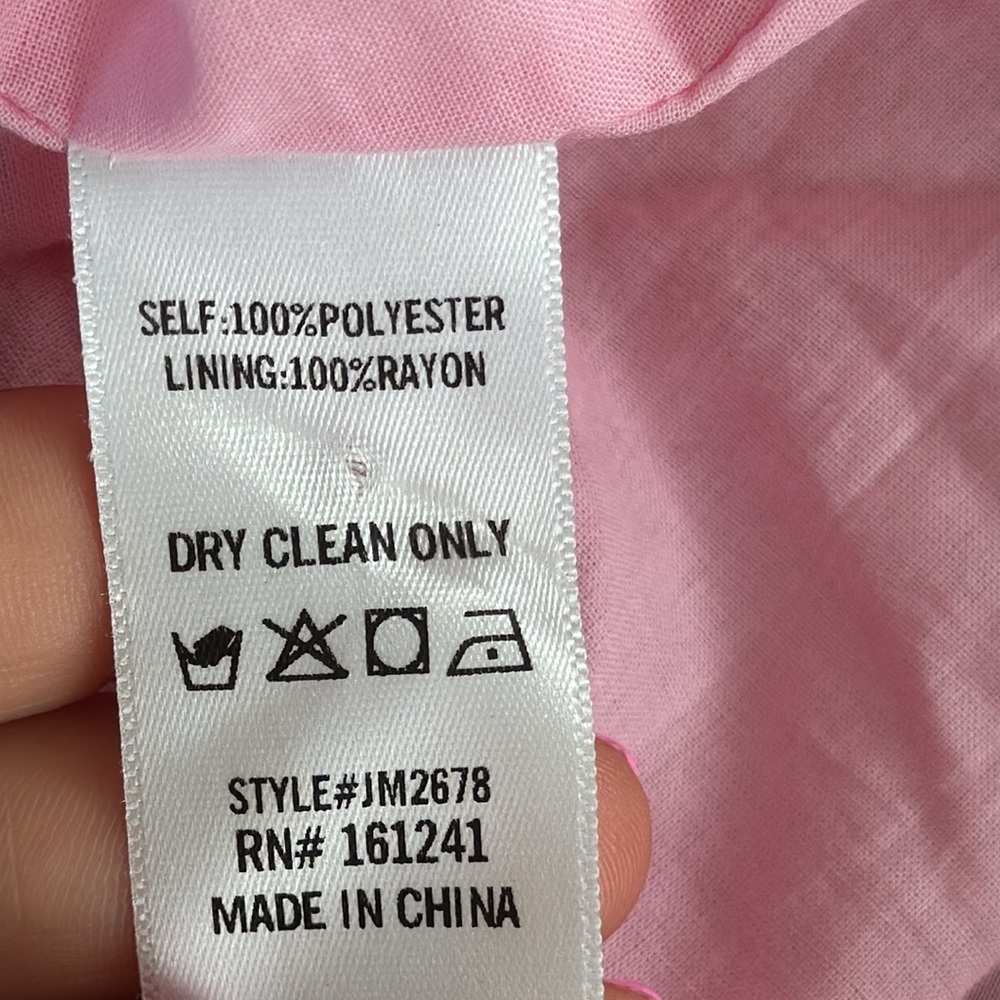 SELF:100%POLYESTER
LINING:100%RAYON
DRY CLEAN ONLY
STYLE#JM2678
RN# 161241
MADE IN CHINA